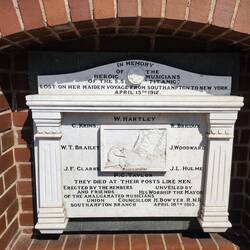 IN MEMORY
OF THE
HEROIC MUSICIANS
OF THE S.S. TITANIC.
LOST ON HER MAIDEN VOYAGE FROM SOUTHAMPTON TO NEW YORK.
APRIL 15TH 1912.
W. HARTLEY
C. KRINS R. BRICOUX
W.T. BRAILEY J. WOODWARD
J.F. CLARKE J.L. HULME
P.C. TAYLOR
THEY DIED AT THEIR POSTS LIKE MEN.
ERECTED BY THE MEMBERS UNVEILED BY
AND FRIENDS HIS WORSHIP THE MAYOR
OF THE AMALGAMATED MUSICIANS
UNION COUNCILLOR H. BOWYER R.N.R.
SOUTHAMPTON BRANCH APRIL 19TH 1913.